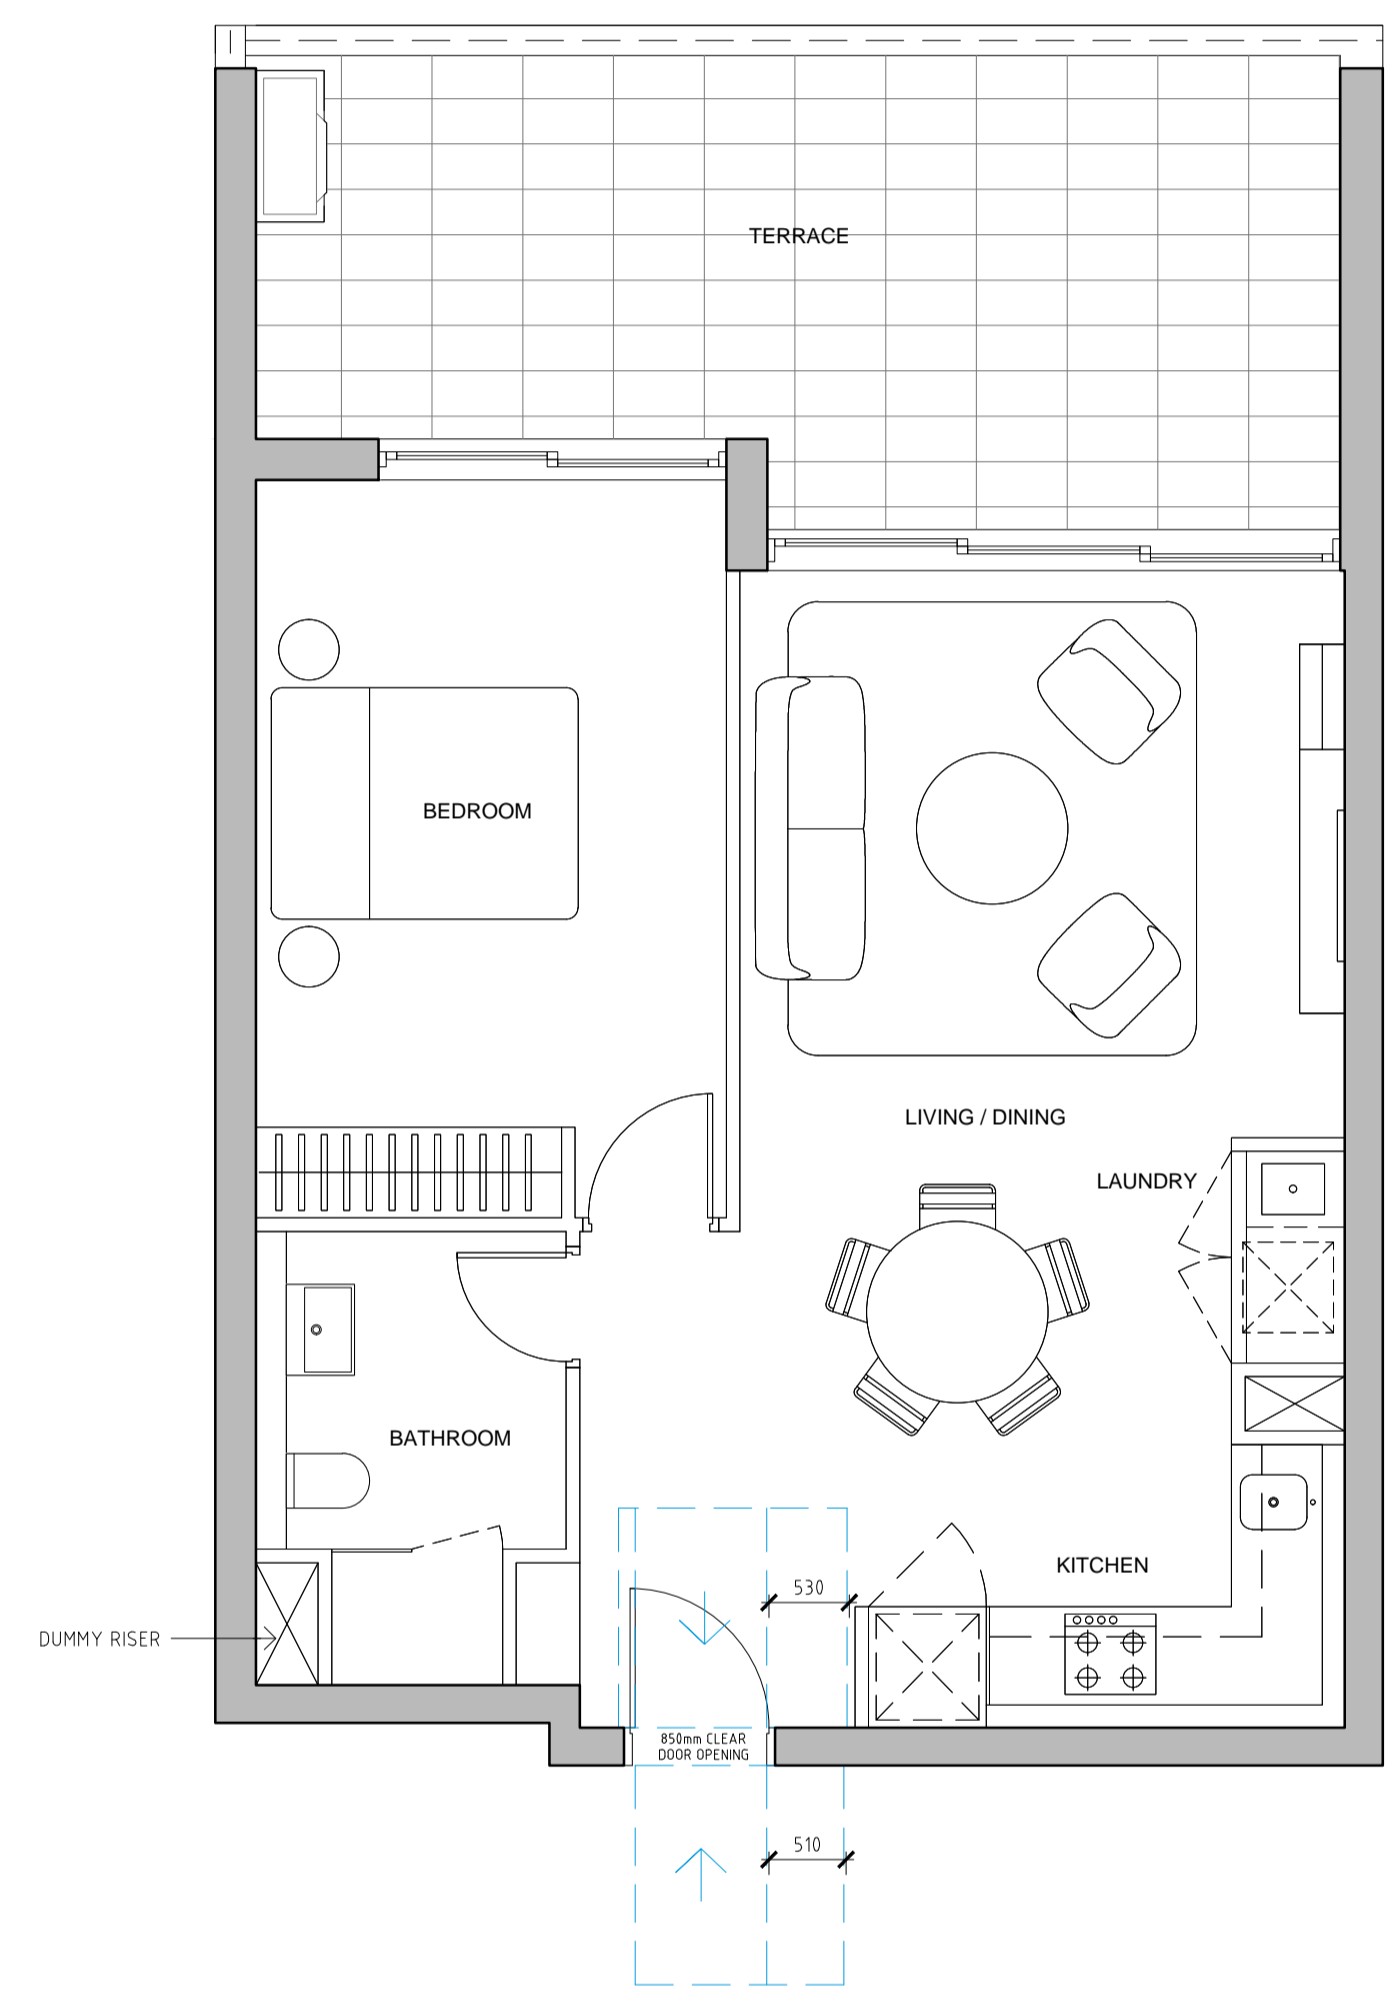 TERRACE
BEDROOM
LIVING / DINING
LAUNDRY
BATHROOM
KITCHEN
530
DUMMY RISER
850mm CLEAR
DOOR OPENING
510